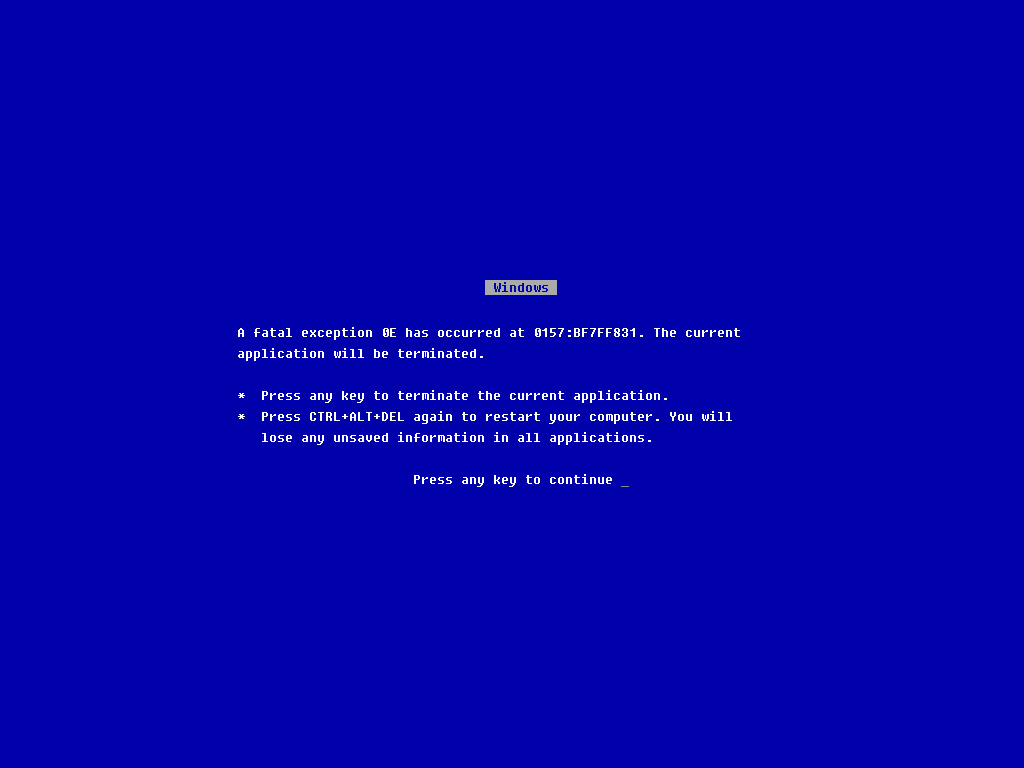 Windows
A fatal exception 0E has occurred at 0157:BF7FF831. The current
application will be terminated.
* Press any key to terminate the current application.
* Press CTRL+ALT+DEL again to restart your computer. You will
lose any unsaved information in all applications.
Press any key to continue _